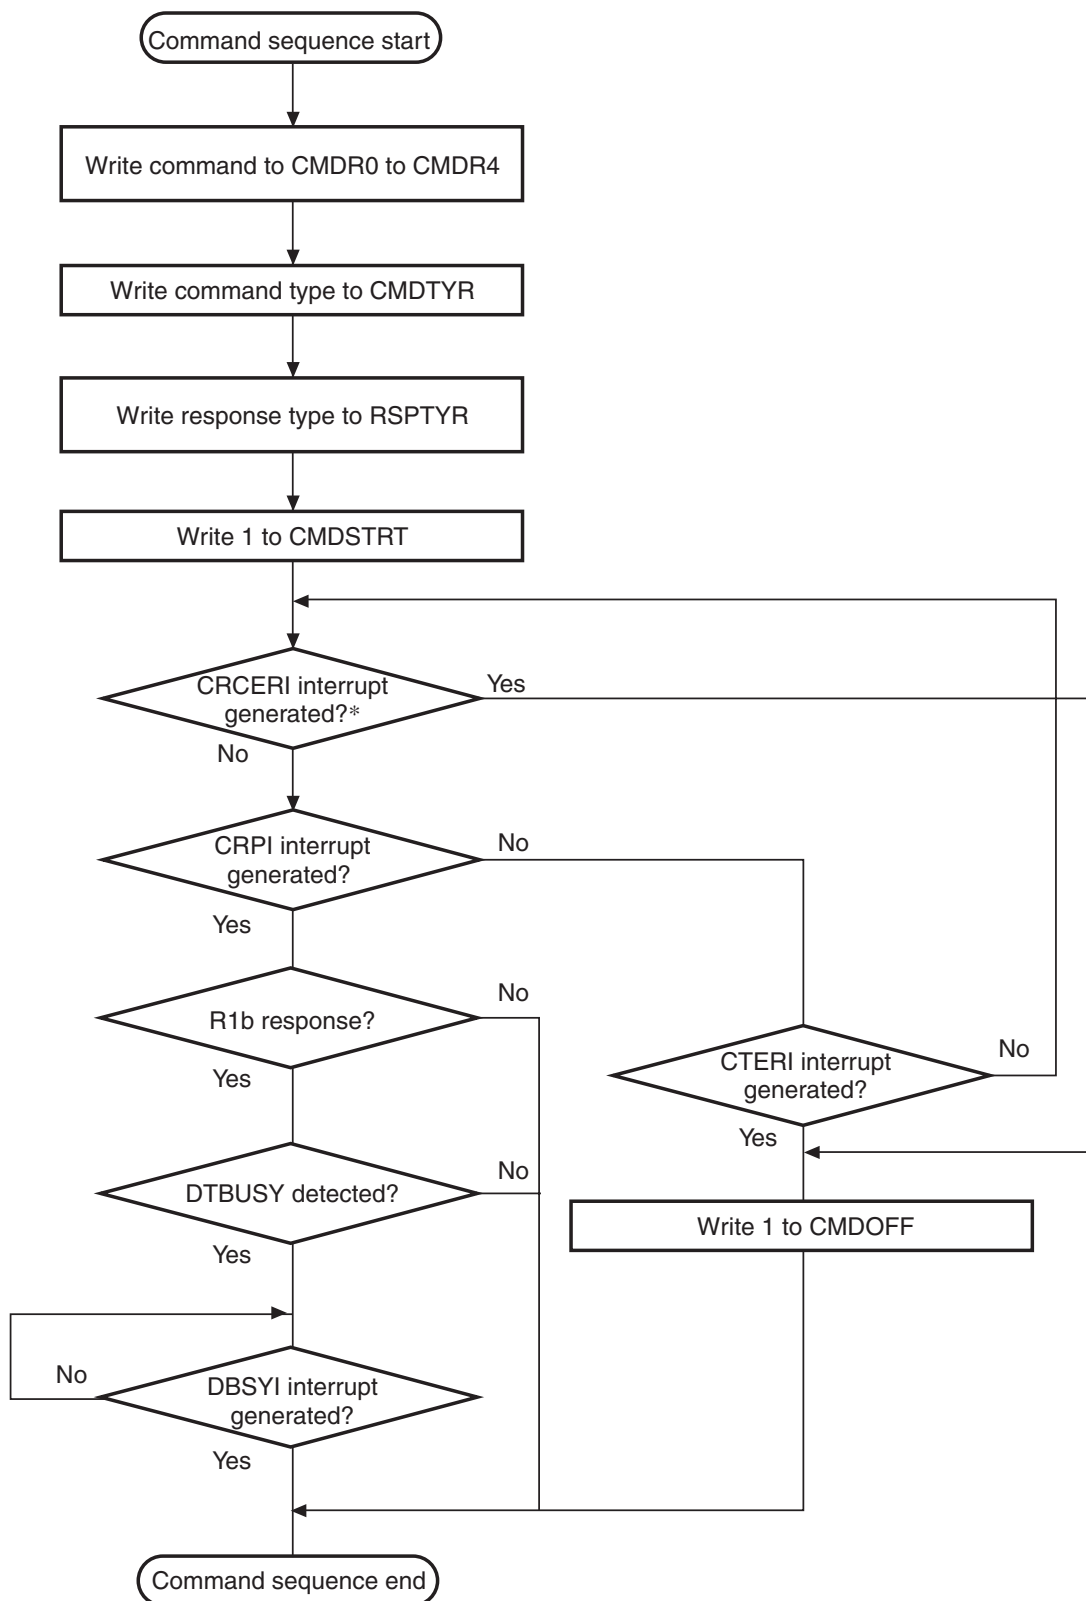 Command sequence start
Write command to CMDR0 to CMDR4
Write command type to CMDTYR
Write response type to RSPTYR
Write 1 to CMDSTRT
CRCERI interrupt
generated?*
Yes
No
CRPI interrupt
generated?
No
Yes
R1b response?
No
Yes
CTERI interrupt
generated?
No
Yes
DTBUSY detected?
No
Yes
Write 1 to CMDOFF
DBSYI interrupt
generated?
No
Yes
Command sequence end